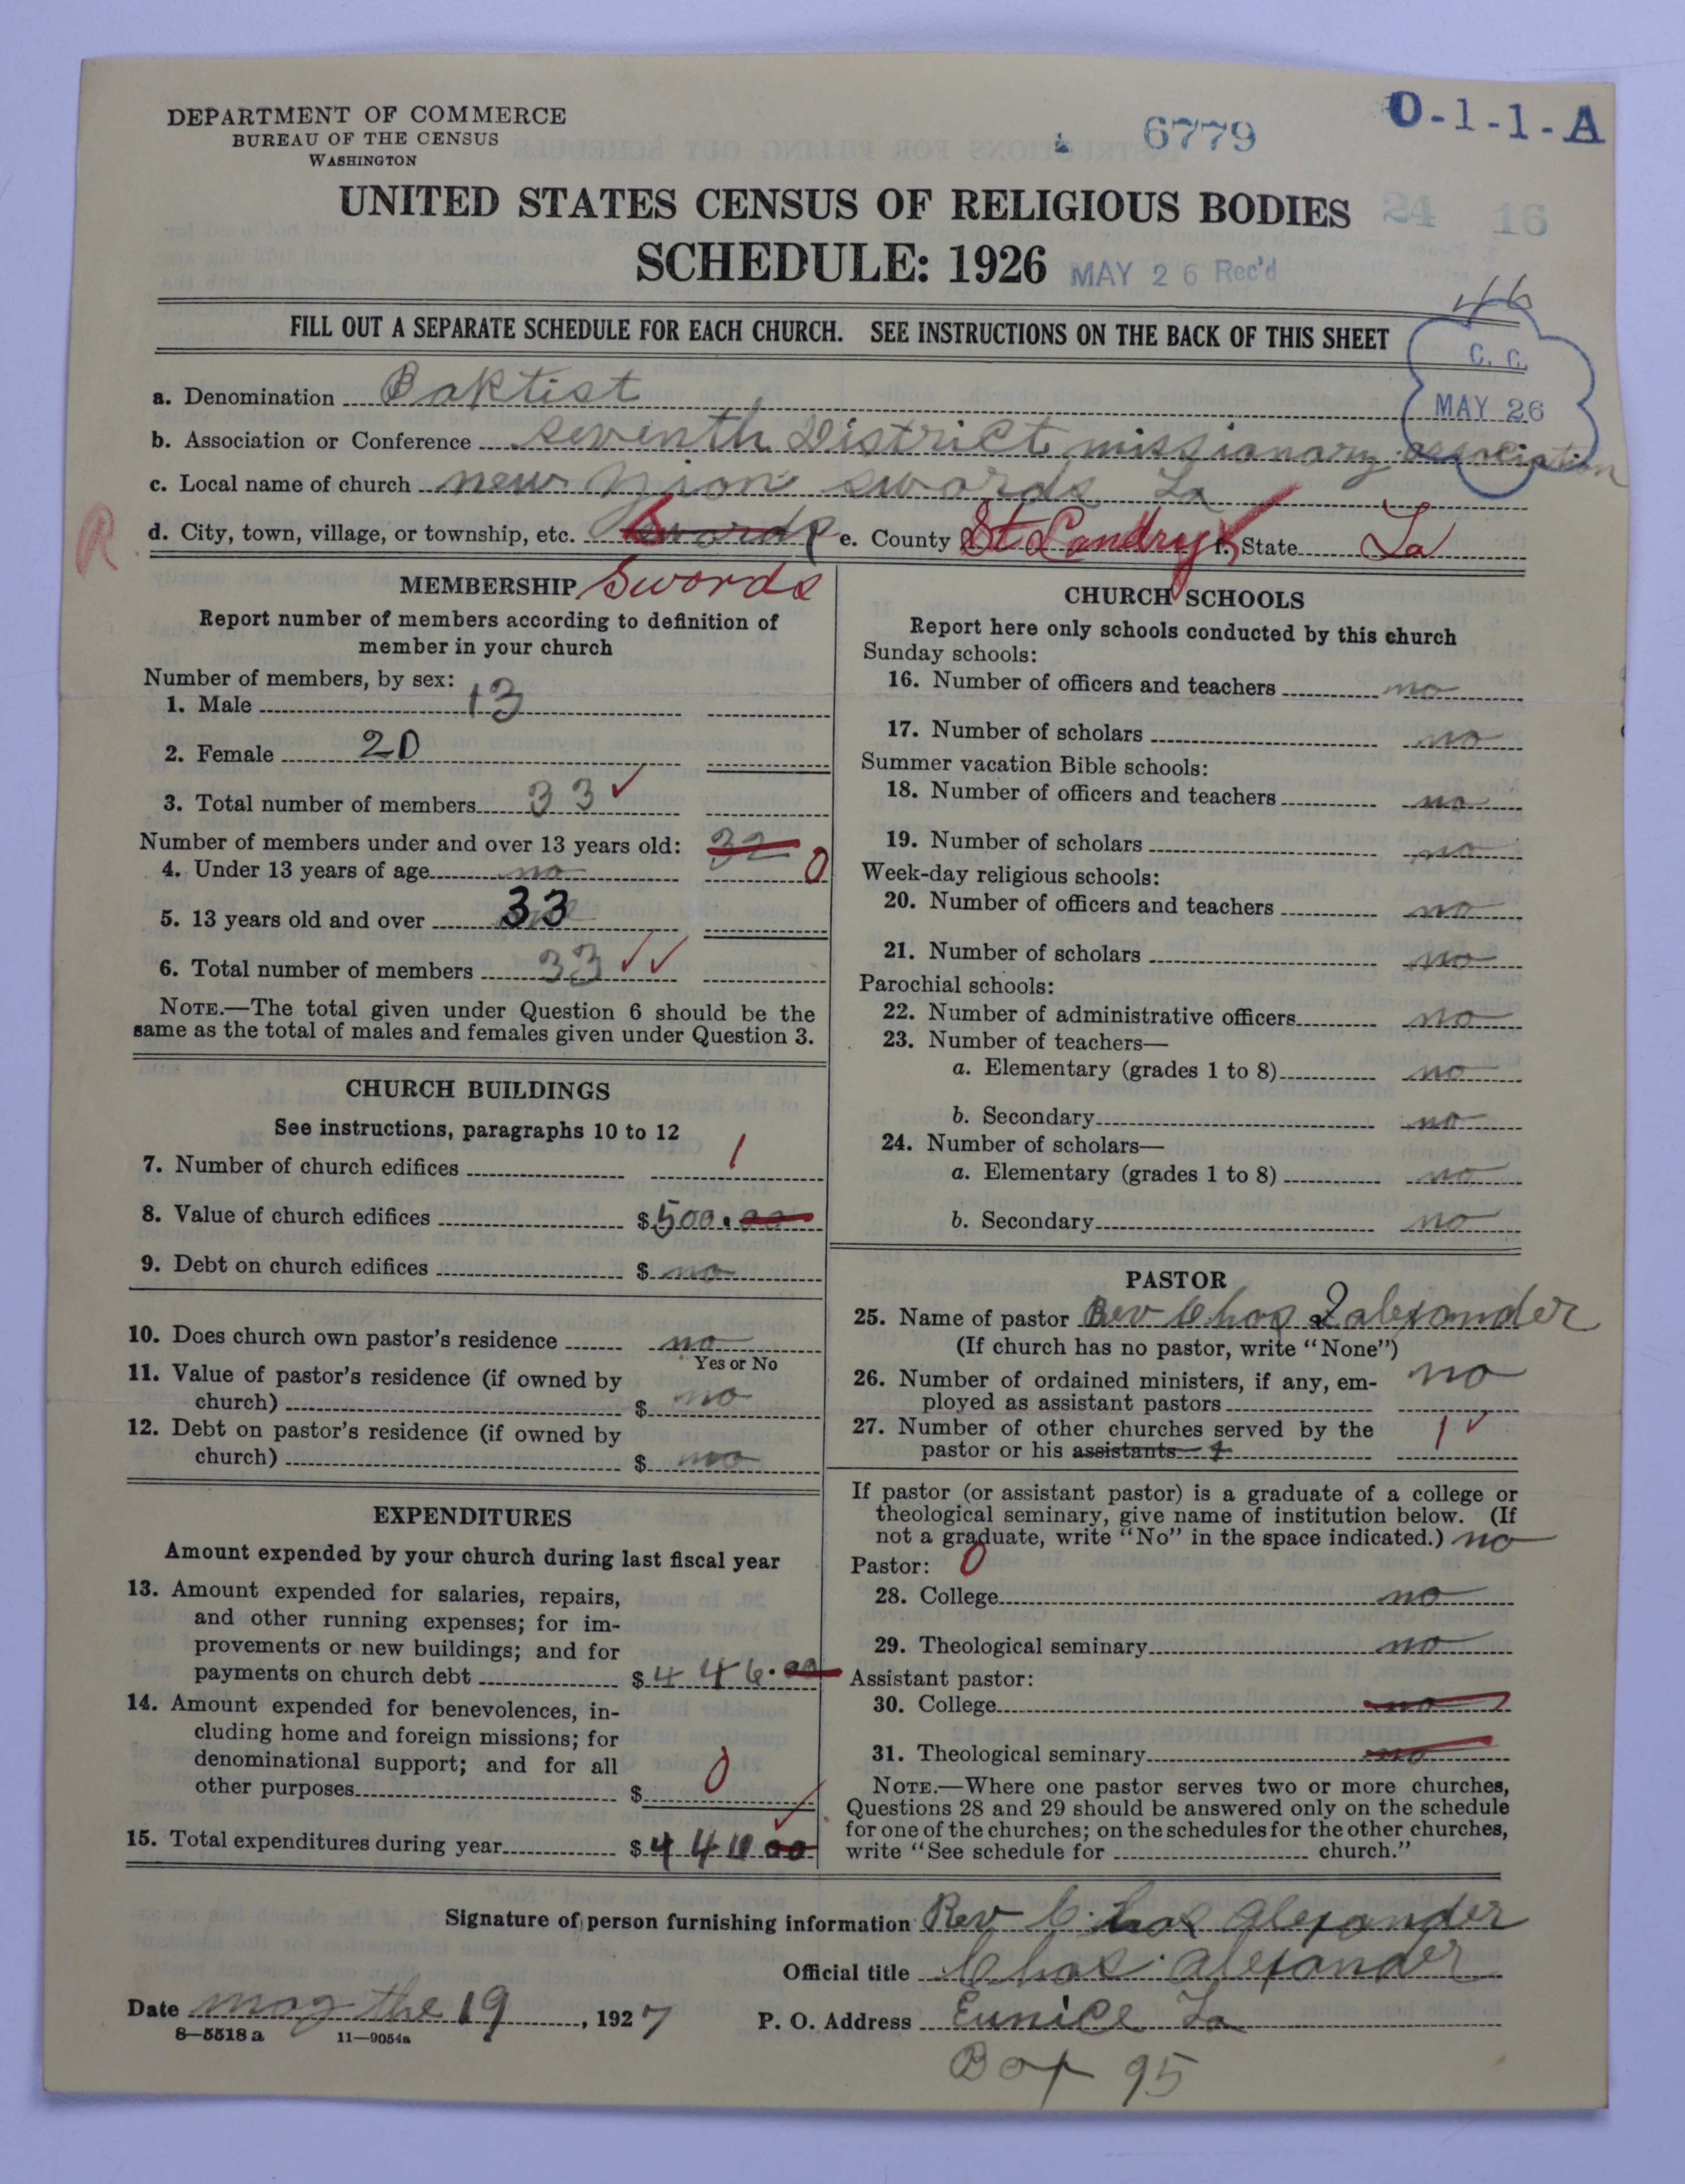 DEPARTMENT OF COMMERCE
BUREAU OF THE CENSUS
WASHINGTON
6779
O-1-1-A
UNITED STATES CENSUS OF RELIGIOUS BODIES
24 16
SCHEDULE: 1926
MAY 26 Rec'd
46
FILL OUT A SEPARATE SCHEDULE FOR EACH CHURCH. SEE INSTRUCTIONS ON THE BACK OF THIS SHEET
C. C.
MAY 26
a. Denomination Baktist
b. Association or Conference seventh District missionary association
c. Local name of church new swords La
R
d. City, town, village, or township, etc. Swords e. County St Landry f. State La
MEMBERSHIP Swords
Report number of members according to definition of
member in your church
Number of members, by sex:
1. Male 13
2. Female 20
3. Total number of members 33 ✓
Number of members under and over 13 years old: 32
4. Under 13 years of age no 0
5. 13 years old and over 33
6. Total number of members 33 ✓✓
NOTE.—The total given under Question 6 should be the
same as the total of males and females given under Question 3.
CHURCH BUILDINGS
See instructions, paragraphs 10 to 12
7. Number of church edifices 1
8. Value of church edifices $500.00
9. Debt on church edifices $ no
10. Does church own pastor's residence no
Yes or No
11. Value of pastor's residence (if owned by
church) $ no
12. Debt on pastor's residence (if owned by
church) $ no
EXPENDITURES
Amount expended by your church during last fiscal year
13. Amount expended for salaries, repairs,
and other running expenses; for im-
provements or new buildings; and for
payments on church debt $446.00
14. Amount expended for benevolences, in-
cluding home and foreign missions; for
denominational support; and for all
other purposes $ 0
15. Total expenditures during year $ 44 00
CHURCH SCHOOLS
Report here only schools conducted by this church
Sunday schools:
16. Number of officers and teachers no
17. Number of scholars no
Summer vacation Bible schools:
18. Number of officers and teachers no
19. Number of scholars no
Week-day religious schools:
20. Number of officers and teachers no
21. Number of scholars no
Parochial schools:
22. Number of administrative officers no
23. Number of teachers—
a. Elementary (grades 1 to 8) no
b. Secondary no
24. Number of scholars—
a. Elementary (grades 1 to 8) no
b. Secondary no
PASTOR
25. Name of pastor Rev Chas alexander
(If church has no pastor, write "None")
26. Number of ordained ministers, if any, em-
ployed as assistant pastors no
27. Number of other churches served by the
pastor or his assistants 1 ✓
If pastor (or assistant pastor) is a graduate of a college or
theological seminary, give name of institution below. (If
not a graduate, write "No" in the space indicated.) no
Pastor: 0
28. College no
29. Theological seminary no
Assistant pastor:
30. College no
31. Theological seminary no
NOTE.—Where one pastor serves two or more churches,
Questions 28 and 29 should be answered only on the schedule
for one of the churches; on the schedules for the other churches,
write "See schedule for church."
Signature of person furnishing information Rev Chas alexander
Official title Chas. alexander
Date may the 19, 1927 P. O. Address Eunice La
8—5518a 11—9054a
Box 95